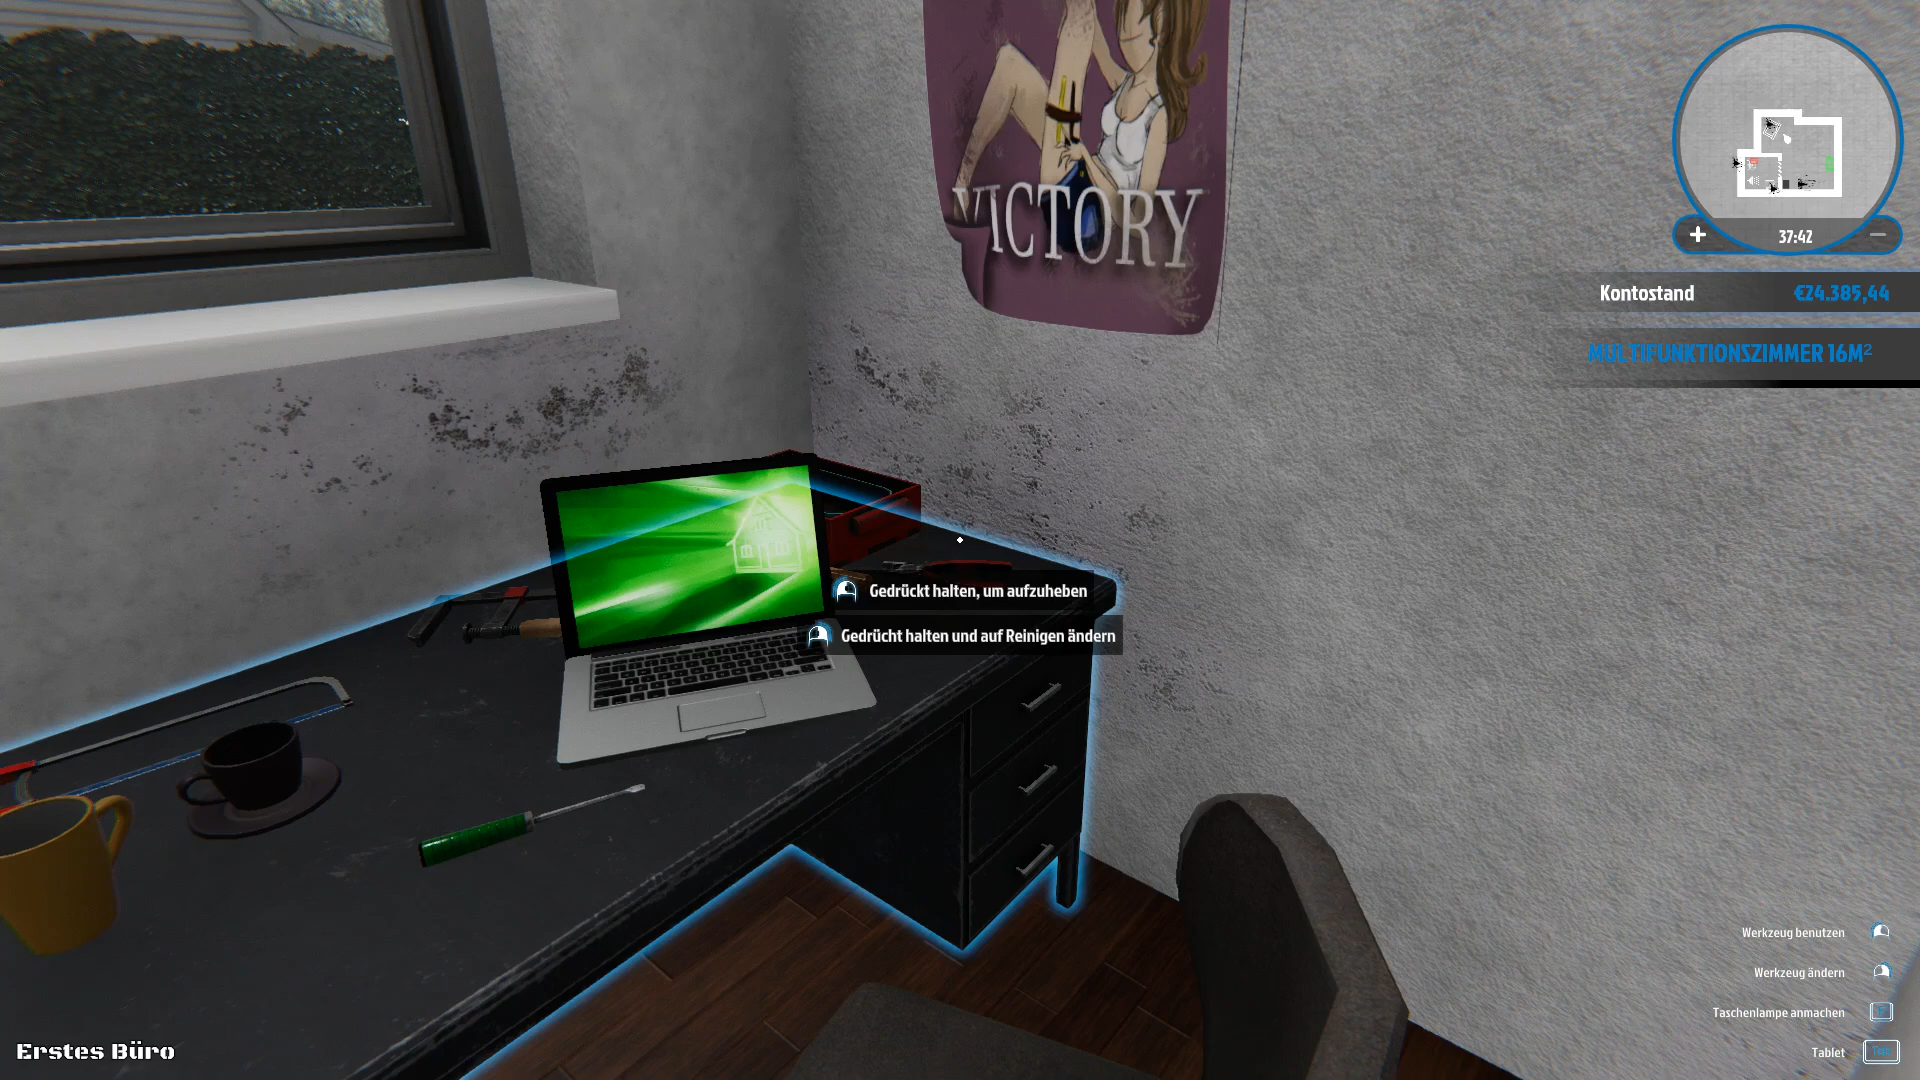 VICTORY
37:42
Kontostand €24.385,44
MULTIFUNKTIONSZIMMER 16M²
Gedrückt halten, um aufzuheben
Gedrücht halten und auf Reinigen ändern
Werkzeug benutzen
Werkzeug ändern
Taschenlampe anmachen
Tablet
Erstes Büro